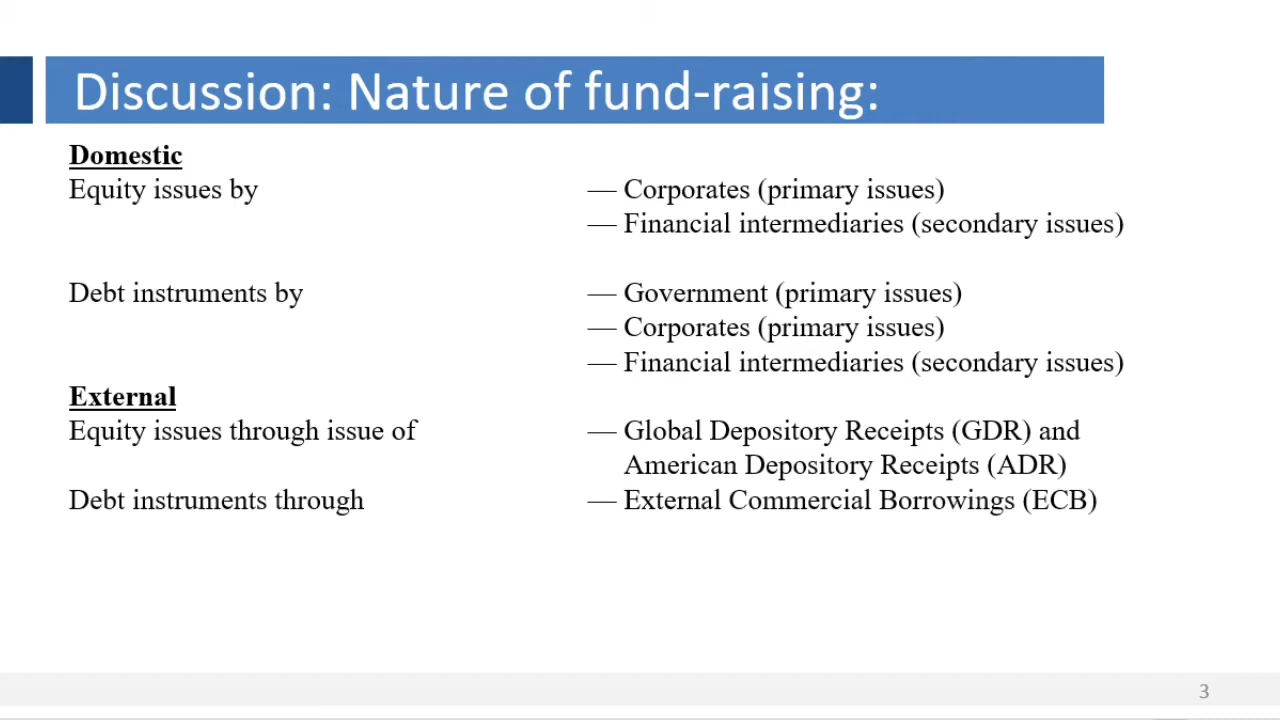 Discussion: Nature of fund-raising:
Domestic
Equity issues by — Corporates (primary issues)
— Financial intermediaries (secondary issues)
Debt instruments by — Government (primary issues)
— Corporates (primary issues)
— Financial intermediaries (secondary issues)
External
Equity issues through issue of — Global Depository Receipts (GDR) and
American Depository Receipts (ADR)
Debt instruments through — External Commercial Borrowings (ECB)
3